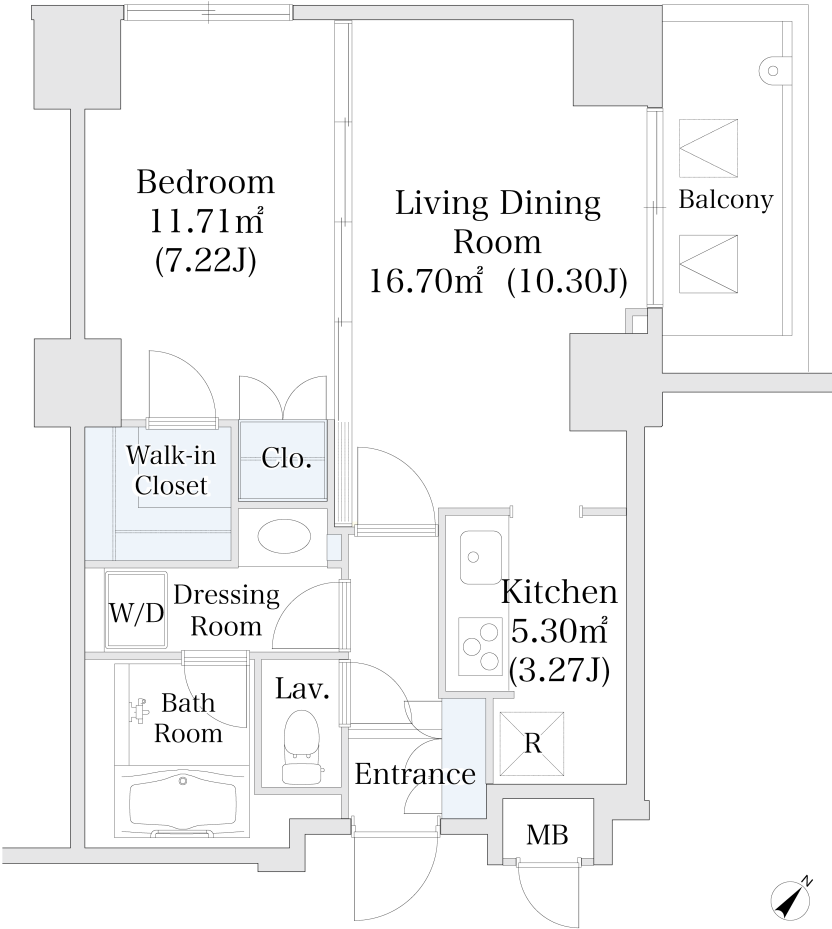 Bedroom
11.71㎡
(7.22J)
Living Dining
Room
16.70㎡ (10.30J)
Balcony
Walk-in
Closet
Clo.
W/D
Dressing
Room
Kitchen
5.30㎡
(3.27J)
Bath
Room
Lav.
R
Entrance
MB
N